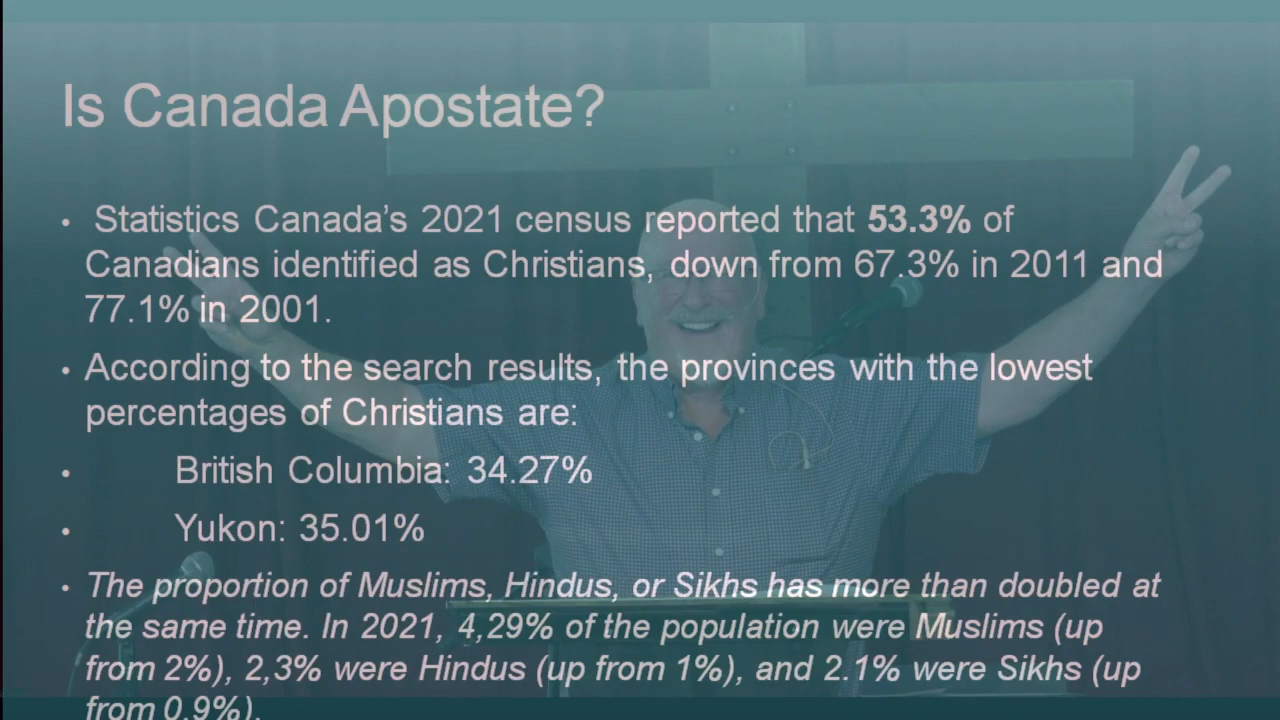 Is Canada Apostate?
• Statistics Canada's 2021 census reported that 53.3% of
Canadians identified as Christians, down from 67.3% in 2011 and
77.1% in 2001.
• According to the search results, the provinces with the lowest
percentages of Christians are:
• British Columbia: 34.27%
• Yukon: 35.01%
• The proportion of Muslims, Hindus, or Sikhs has more than doubled at
the same time. In 2021, 4,29% of the population were Muslims (up
from 2%), 2,3% were Hindus (up from 1%), and 2.1% were Sikhs (up
from 0.9%).